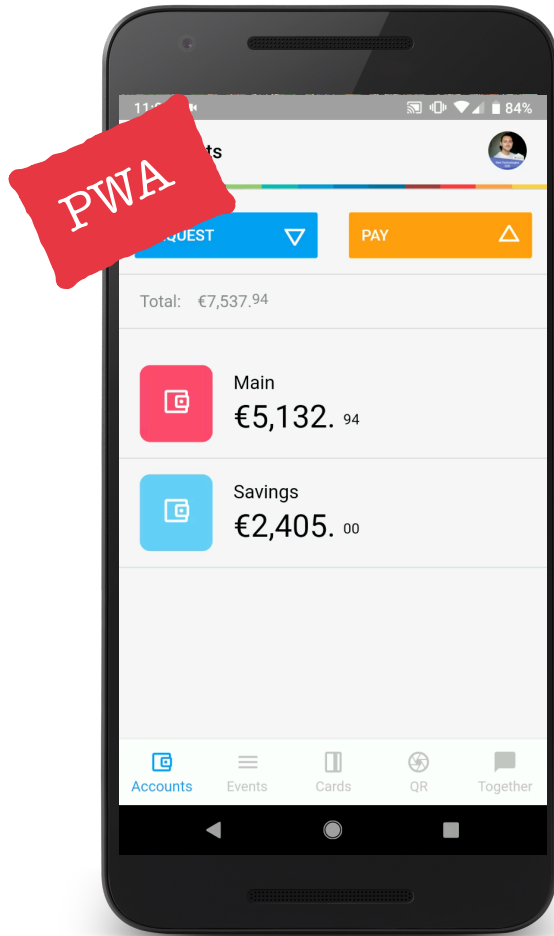 84%
PWA
PAY
Total: €7,537.94
Main
€5,132. 94
Savings
€2,405. 00
Accounts Events Cards QR Together